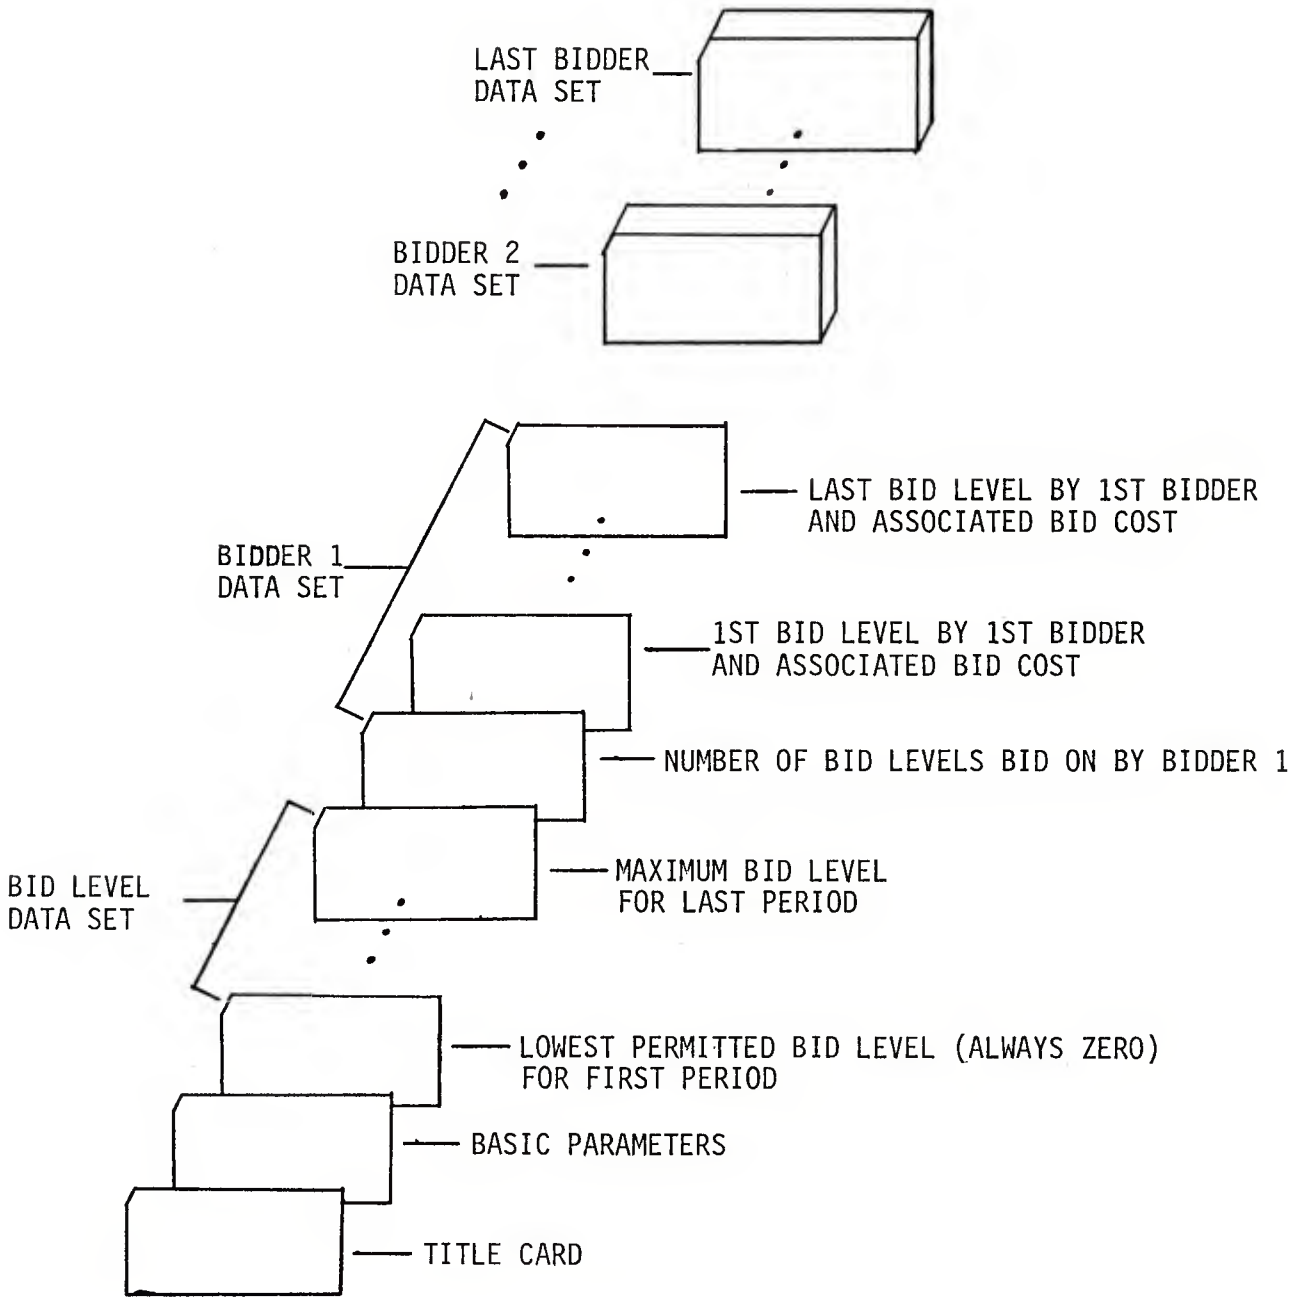 LAST BIDDER
DATA SET
BIDDER 2
DATA SET
LAST BID LEVEL BY 1ST BIDDER
AND ASSOCIATED BID COST
BIDDER 1
DATA SET
1ST BID LEVEL BY 1ST BIDDER
AND ASSOCIATED BID COST
NUMBER OF BID LEVELS BID ON BY BIDDER 1
MAXIMUM BID LEVEL
FOR LAST PERIOD
BID LEVEL
DATA SET
LOWEST PERMITTED BID LEVEL (ALWAYS ZERO)
FOR FIRST PERIOD
BASIC PARAMETERS
TITLE CARD